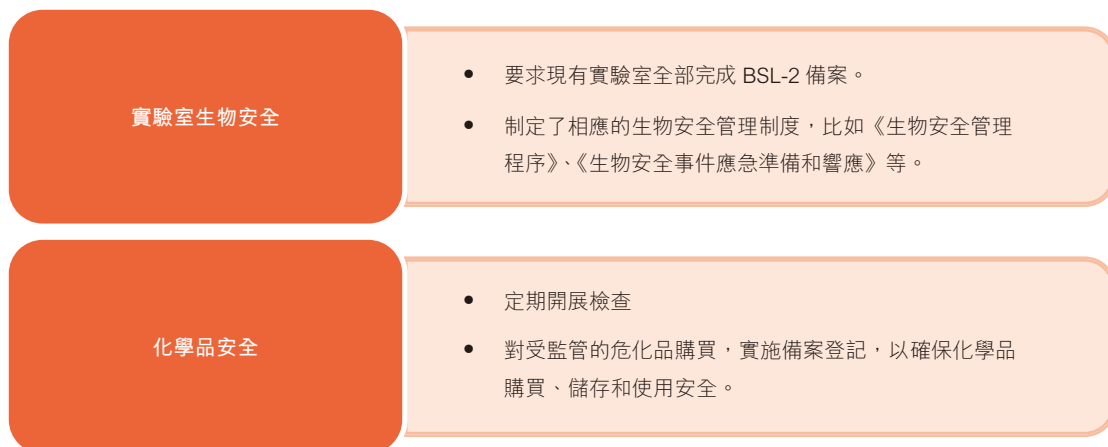 實驗室生物安全
● 要求現有實驗室全部完成 BSL-2 備案。
● 制定了相應的生物安全管理制度，比如《生物安全管理
程序》、《生物安全事件應急準備和響應》等。
化學品安全
● 定期開展檢查
● 對受監管的危化品購買，實施備案登記，以確保化學品
購買、儲存和使用安全。